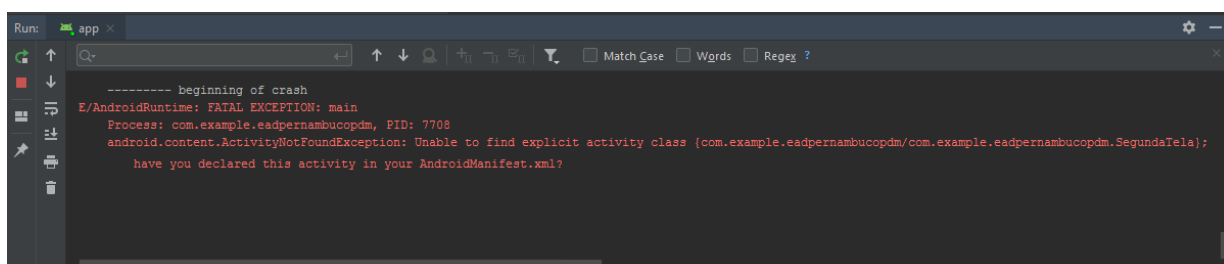 Run: app
Match Case Words Regex ?
--------- beginning of crash
E/AndroidRuntime: FATAL EXCEPTION: main
Process: com.example.eadpernambucopdm, PID: 7708
android.content.ActivityNotFoundException: Unable to find explicit activity class {com.example.eadpernambucopdm/com.example.eadpernambucopdm.SegundaTela};
have you declared this activity in your AndroidManifest.xml?